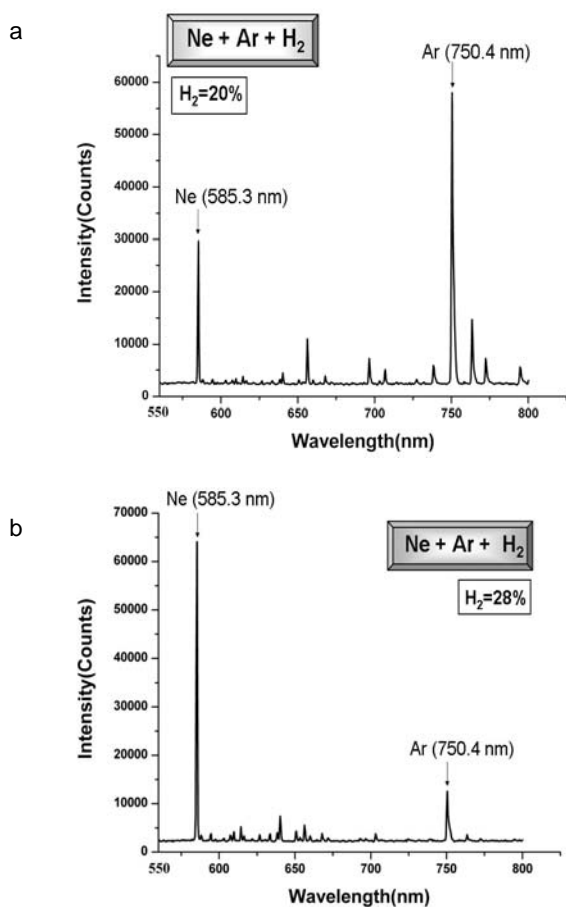 a
Ne + Ar + H₂
H₂=20%
Ar (750.4 nm)
Ne (585.3 nm)
Intensity(Counts)
60000
50000
40000
30000
20000
10000
0
550
600
650
700
750
800
Wavelength(nm)
b
Ne (585.3 nm)
Ne + Ar + H₂
H₂=28%
Ar (750.4 nm)
Intensity(Counts)
70000
60000
50000
40000
30000
20000
10000
0
550
600
650
700
750
800
Wavelength(nm)